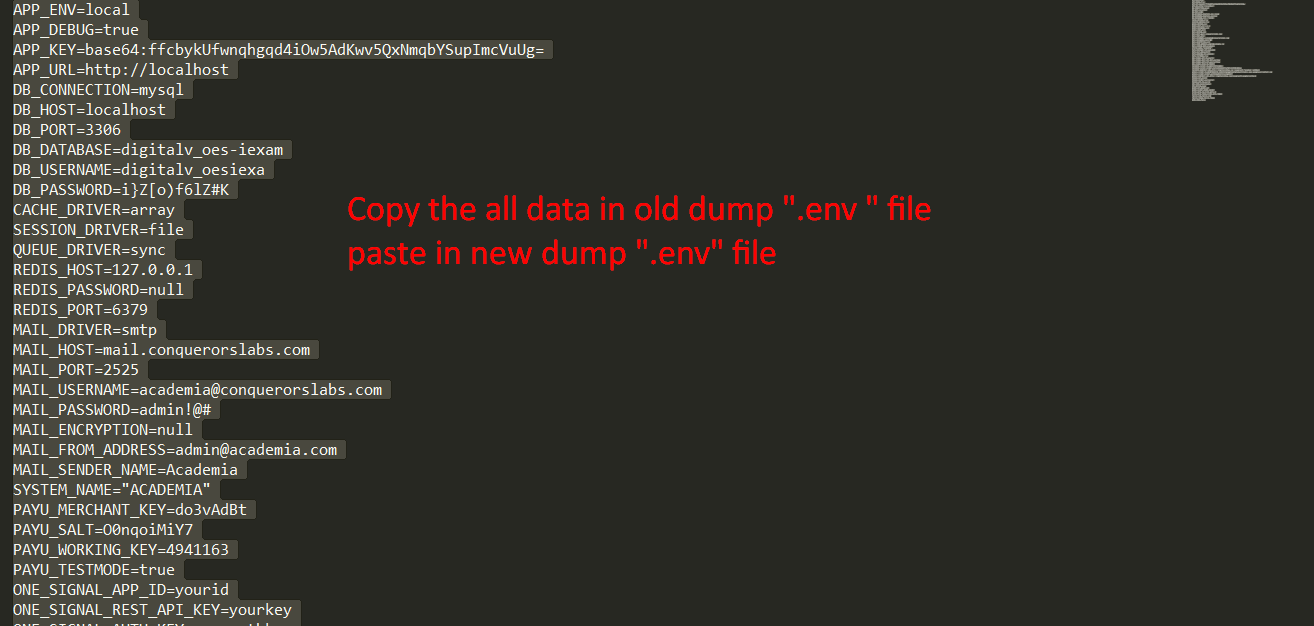 APP_ENV=local
APP_DEBUG=true
APP_KEY=base64:ffcbykUfwnqhgqd4iOw5AdKwv5QxNmqbYSupImcVuUg=
APP_URL=http://localhost
DB_CONNECTION=mysql
DB_HOST=localhost
DB_PORT=3306
DB_DATABASE=digitalv_oes-iexam
DB_USERNAME=digitalv_oesiexa
DB_PASSWORD=i}Z[o)f6lZ#K
CACHE_DRIVER=array
SESSION_DRIVER=file
QUEUE_DRIVER=sync
REDIS_HOST=127.0.0.1
REDIS_PASSWORD=null
REDIS_PORT=6379
MAIL_DRIVER=smtp
MAIL_HOST=mail.conquerorslabs.com
MAIL_PORT=2525
MAIL_USERNAME=academia@conquerorslabs.com
MAIL_PASSWORD=admin!@#
MAIL_ENCRYPTION=null
MAIL_FROM_ADDRESS=admin@academia.com
MAIL_SENDER_NAME=Academia
SYSTEM_NAME="ACADEMIA"
PAYU_MERCHANT_KEY=do3vAdBt
PAYU_SALT=O0nqoiMiY7
PAYU_WORKING_KEY=4941163
PAYU_TESTMODE=true
ONE_SIGNAL_APP_ID=yourid
ONE_SIGNAL_REST_API_KEY=yourkey
Copy the all data in old dump ".env " file
paste in new dump ".env" file